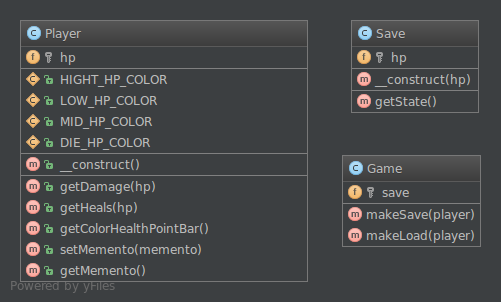 Player
hp
HIGHT_HP_COLOR
LOW_HP_COLOR
MID_HP_COLOR
DIE_HP_COLOR
__construct()
getDamage(hp)
getHeals(hp)
getColorHealthPointBar()
setMemento(memento)
getMemento()
Save
hp
__construct(hp)
getState()
Game
save
makeSave(player)
makeLoad(player)
Powered by yFiles